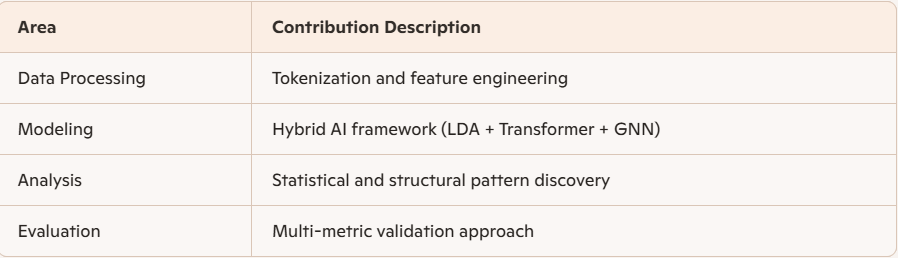 Area Contribution Description
Data Processing Tokenization and feature engineering
Modeling Hybrid AI framework (LDA + Transformer + GNN)
Analysis Statistical and structural pattern discovery
Evaluation Multi-metric validation approach